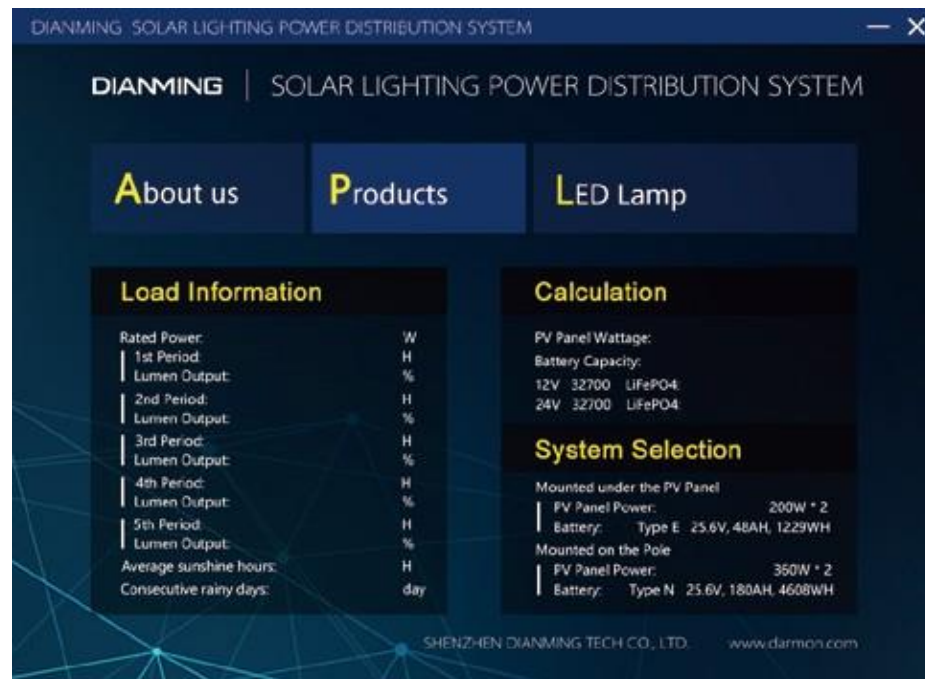 DIANMING SOLAR LIGHTING POWER DISTRIBUTION SYSTEM
DIANMING | SOLAR LIGHTING POWER DISTRIBUTION SYSTEM
About us
Products
LED Lamp
Load Information
Rated Power: W
1st Period: H
Lumen Output: %
2nd Period: H
Lumen Output: %
3rd Period: H
Lumen Output: %
4th Period: H
Lumen Output: %
5th Period: H
Lumen Output: %
Average sunshine hours: H
Consecutive rainy days: day
Calculation
PV Panel Wattage:
Battery Capacity:
12V 32700 LiFePO4:
24V 32700 LiFePO4:
System Selection
Mounted under the PV Panel
PV Panel Power: 200W * 2
Battery: Type E 25.6V, 48AH, 1229WH
Mounted on the Pole
PV Panel Power: 360W * 2
Battery: Type N 25.6V, 180AH, 4608WH
SHENZHEN DIANMING TECH CO., LTD. www.darmon.com